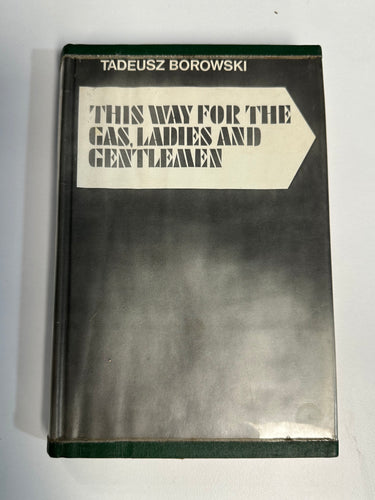 TADEUSZ BOROWSKI
THIS WAY FOR THE
GAS, LADIES AND
GENTLEMEN